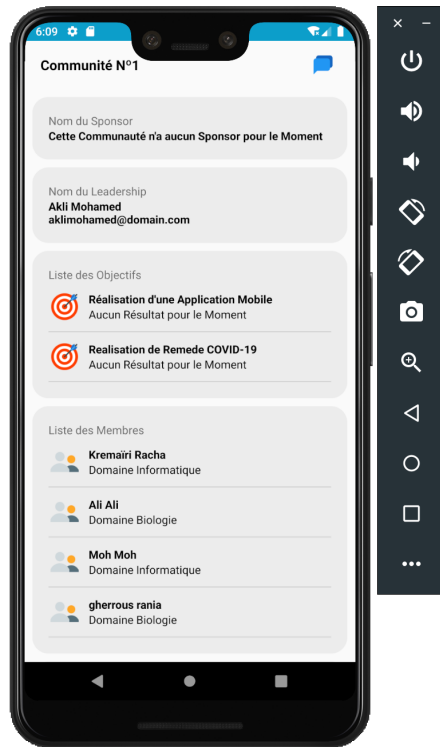 6:09
Communité Nº1
Nom du Sponsor
Cette Communauté n'a aucun Sponsor pour le Moment
Nom du Leadership
Akli Mohamed
aklimohamed@domain.com
Liste des Objectifs
Réalisation d'une Application Mobile
Aucun Résultat pour le Moment
Realisation de Remede COVID-19
Aucun Résultat pour le Moment
Liste des Membres
Kremaïri Racha
Domaine Informatique
Ali Ali
Domaine Biologie
Moh Moh
Domaine Informatique
gherrous rania
Domaine Biologie